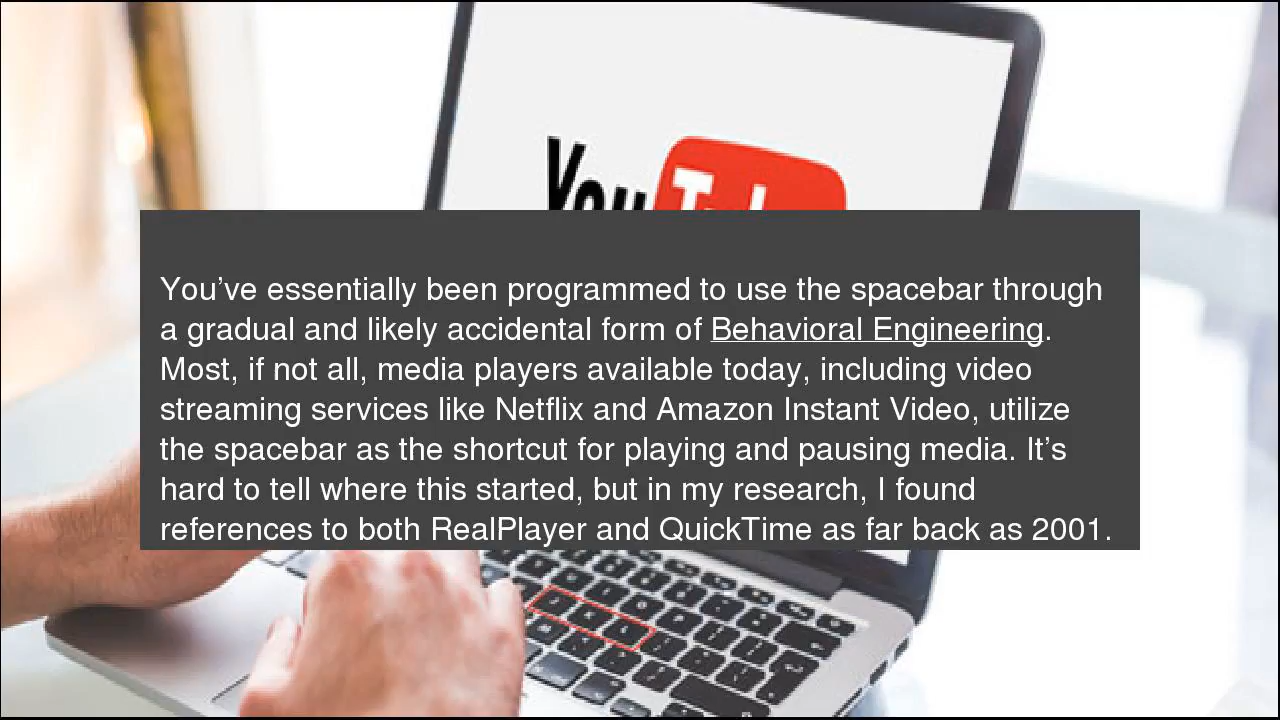 You
You’ve essentially been programmed to use the spacebar through
a gradual and likely accidental form of Behavioral Engineering.
Most, if not all, media players available today, including video
streaming services like Netflix and Amazon Instant Video, utilize
the spacebar as the shortcut for playing and pausing media. It’s
hard to tell where this started, but in my research, I found
references to both RealPlayer and QuickTime as far back as 2001.